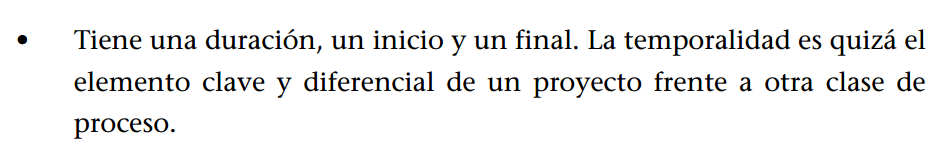 • Tiene una duración, un inicio y un final. La temporalidad es quizá el
elemento clave y diferencial de un proyecto frente a otra clase de
proceso.